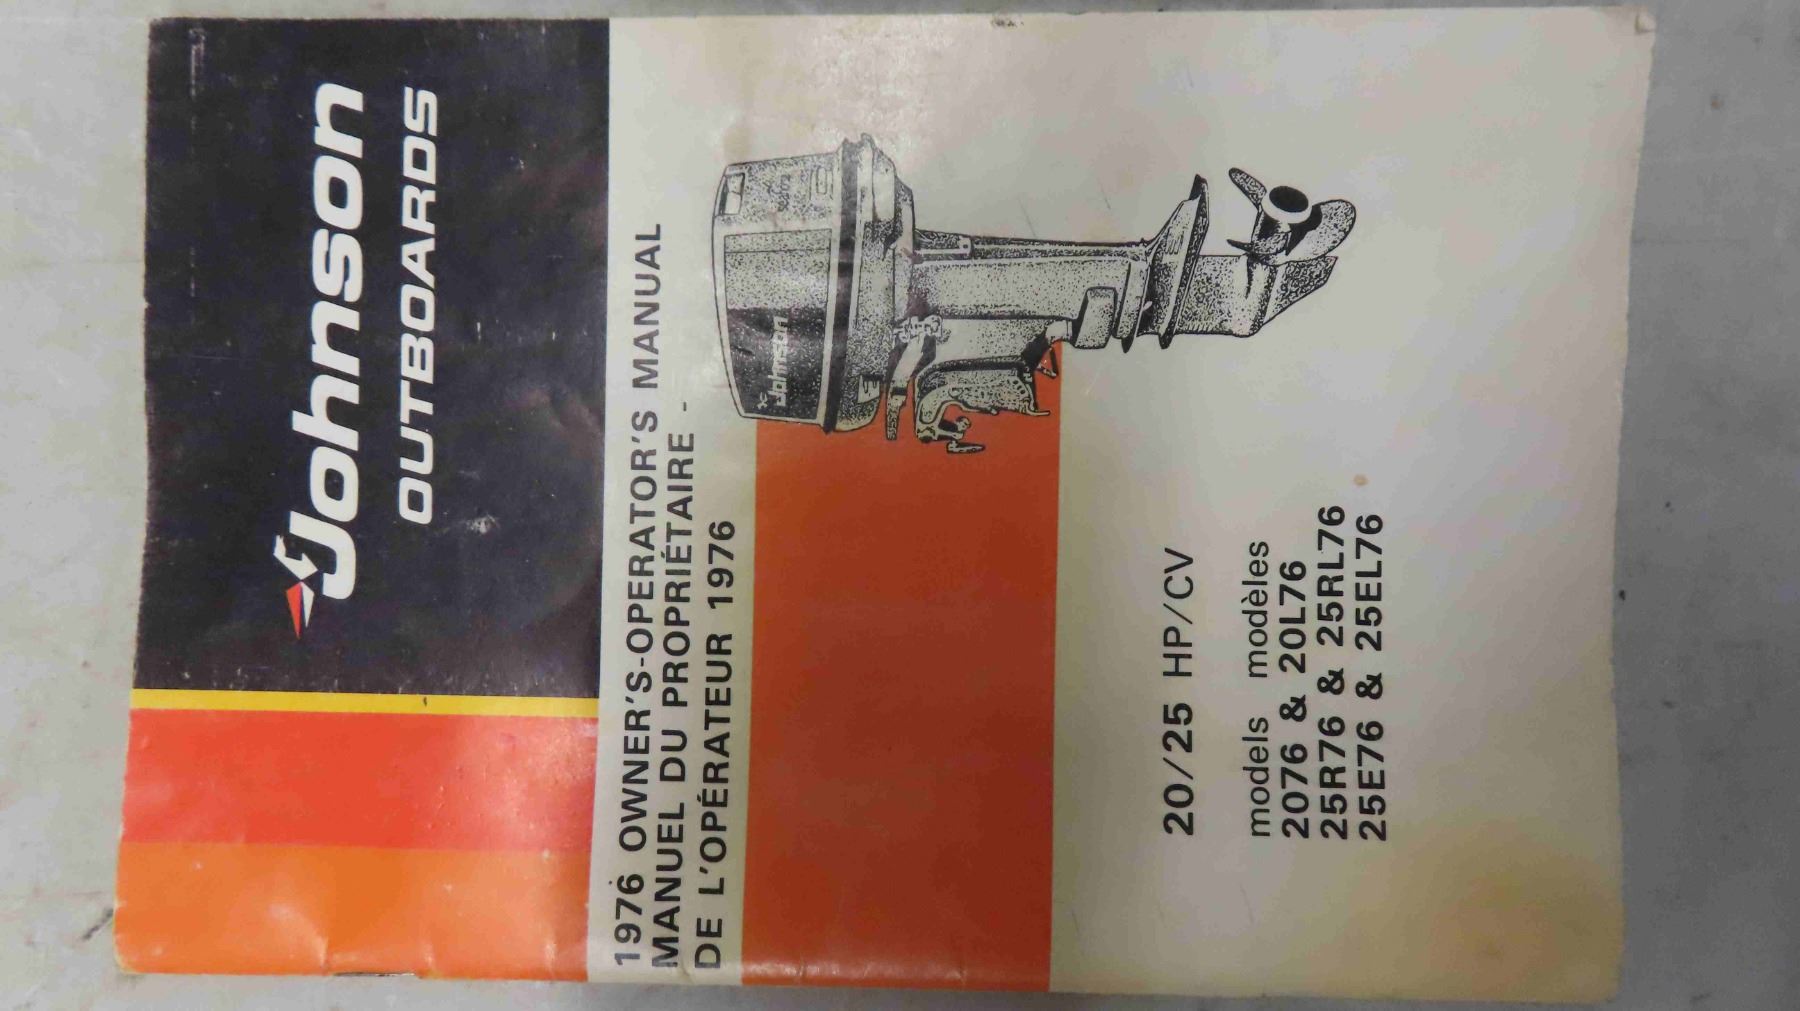 Johnson
OUTBOARDS
1976 OWNER'S-OPERATOR'S MANUAL
MANUEL DU PROPRIÉTAIRE -
DE L'OPÉRATEUR 1976
Johnson
20/25 HP/CV
models modèles
2076 & 20L76
25R76 & 25RL76
25E76 & 25EL76